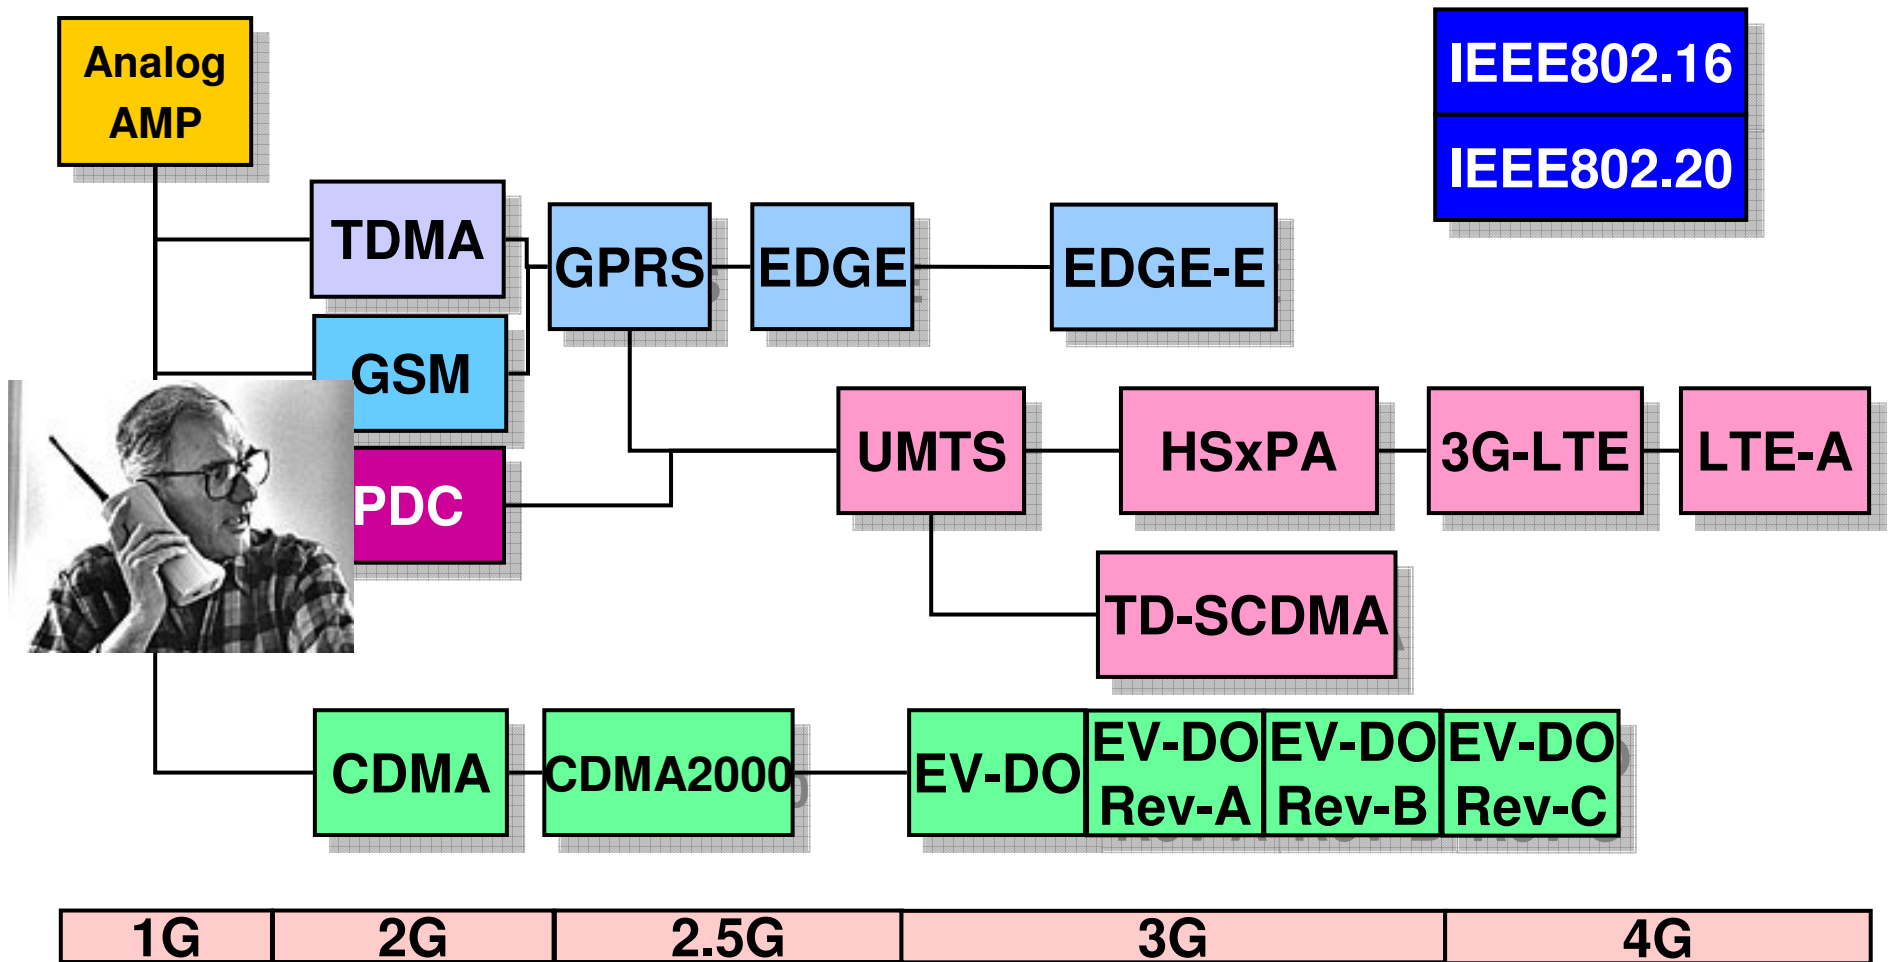 Analog
AMP
IEEE802.16
IEEE802.20
TDMA
GPRS
EDGE
EDGE-E
GSM
UMTS
HSxPA
3G-LTE
LTE-A
PDC
TD-SCDMA
CDMA
CDMA2000
EV-DO
EV-DO
Rev-A
EV-DO
Rev-B
EV-DO
Rev-C
1G
2G
2.5G
3G
4G